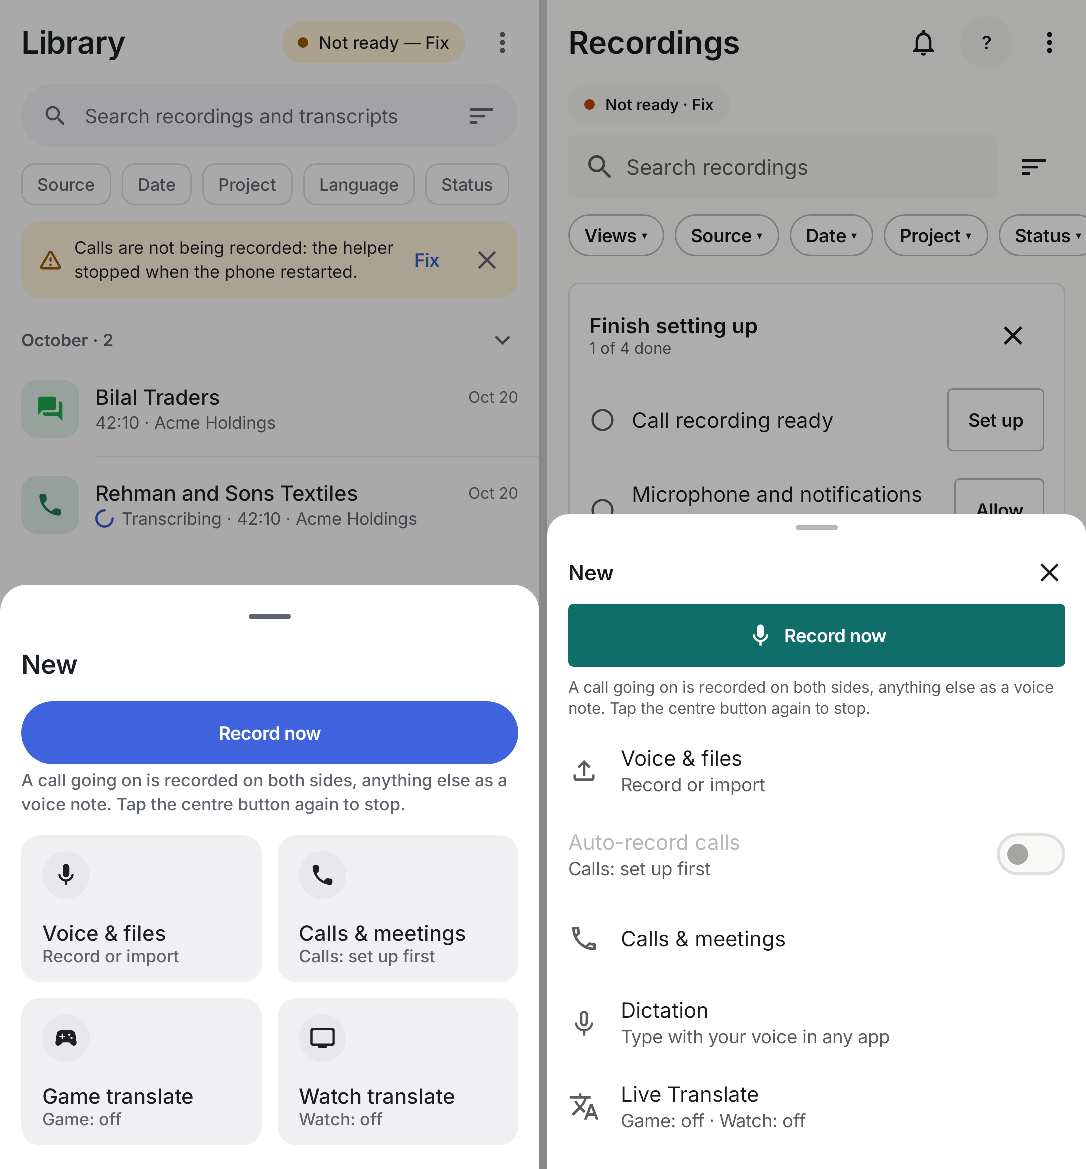 Library
Not ready — Fix
Search recordings and transcripts
Source
Date
Project
Language
Status
Calls are not being recorded: the helper
stopped when the phone restarted.
Fix
October · 2
Bilal Traders
Oct 20
42:10 · Acme Holdings
Rehman and Sons Textiles
Oct 20
Transcribing · 42:10 · Acme Holdings
New
Record now
A call going on is recorded on both sides, anything else as a
voice note. Tap the centre button again to stop.
Voice & files
Record or import
Calls & meetings
Calls: set up first
Game translate
Game: off
Watch translate
Watch: off
Recordings
?
Not ready · Fix
Search recordings
Views
Source
Date
Project
Status
Finish setting up
1 of 4 done
Call recording ready
Set up
Microphone and notifications
Allow
New
Record now
A call going on is recorded on both sides, anything else as a voice
note. Tap the centre button again to stop.
Voice & files
Record or import
Auto-record calls
Calls: set up first
Calls & meetings
Dictation
Type with your voice in any app
Live Translate
Game: off · Watch: off